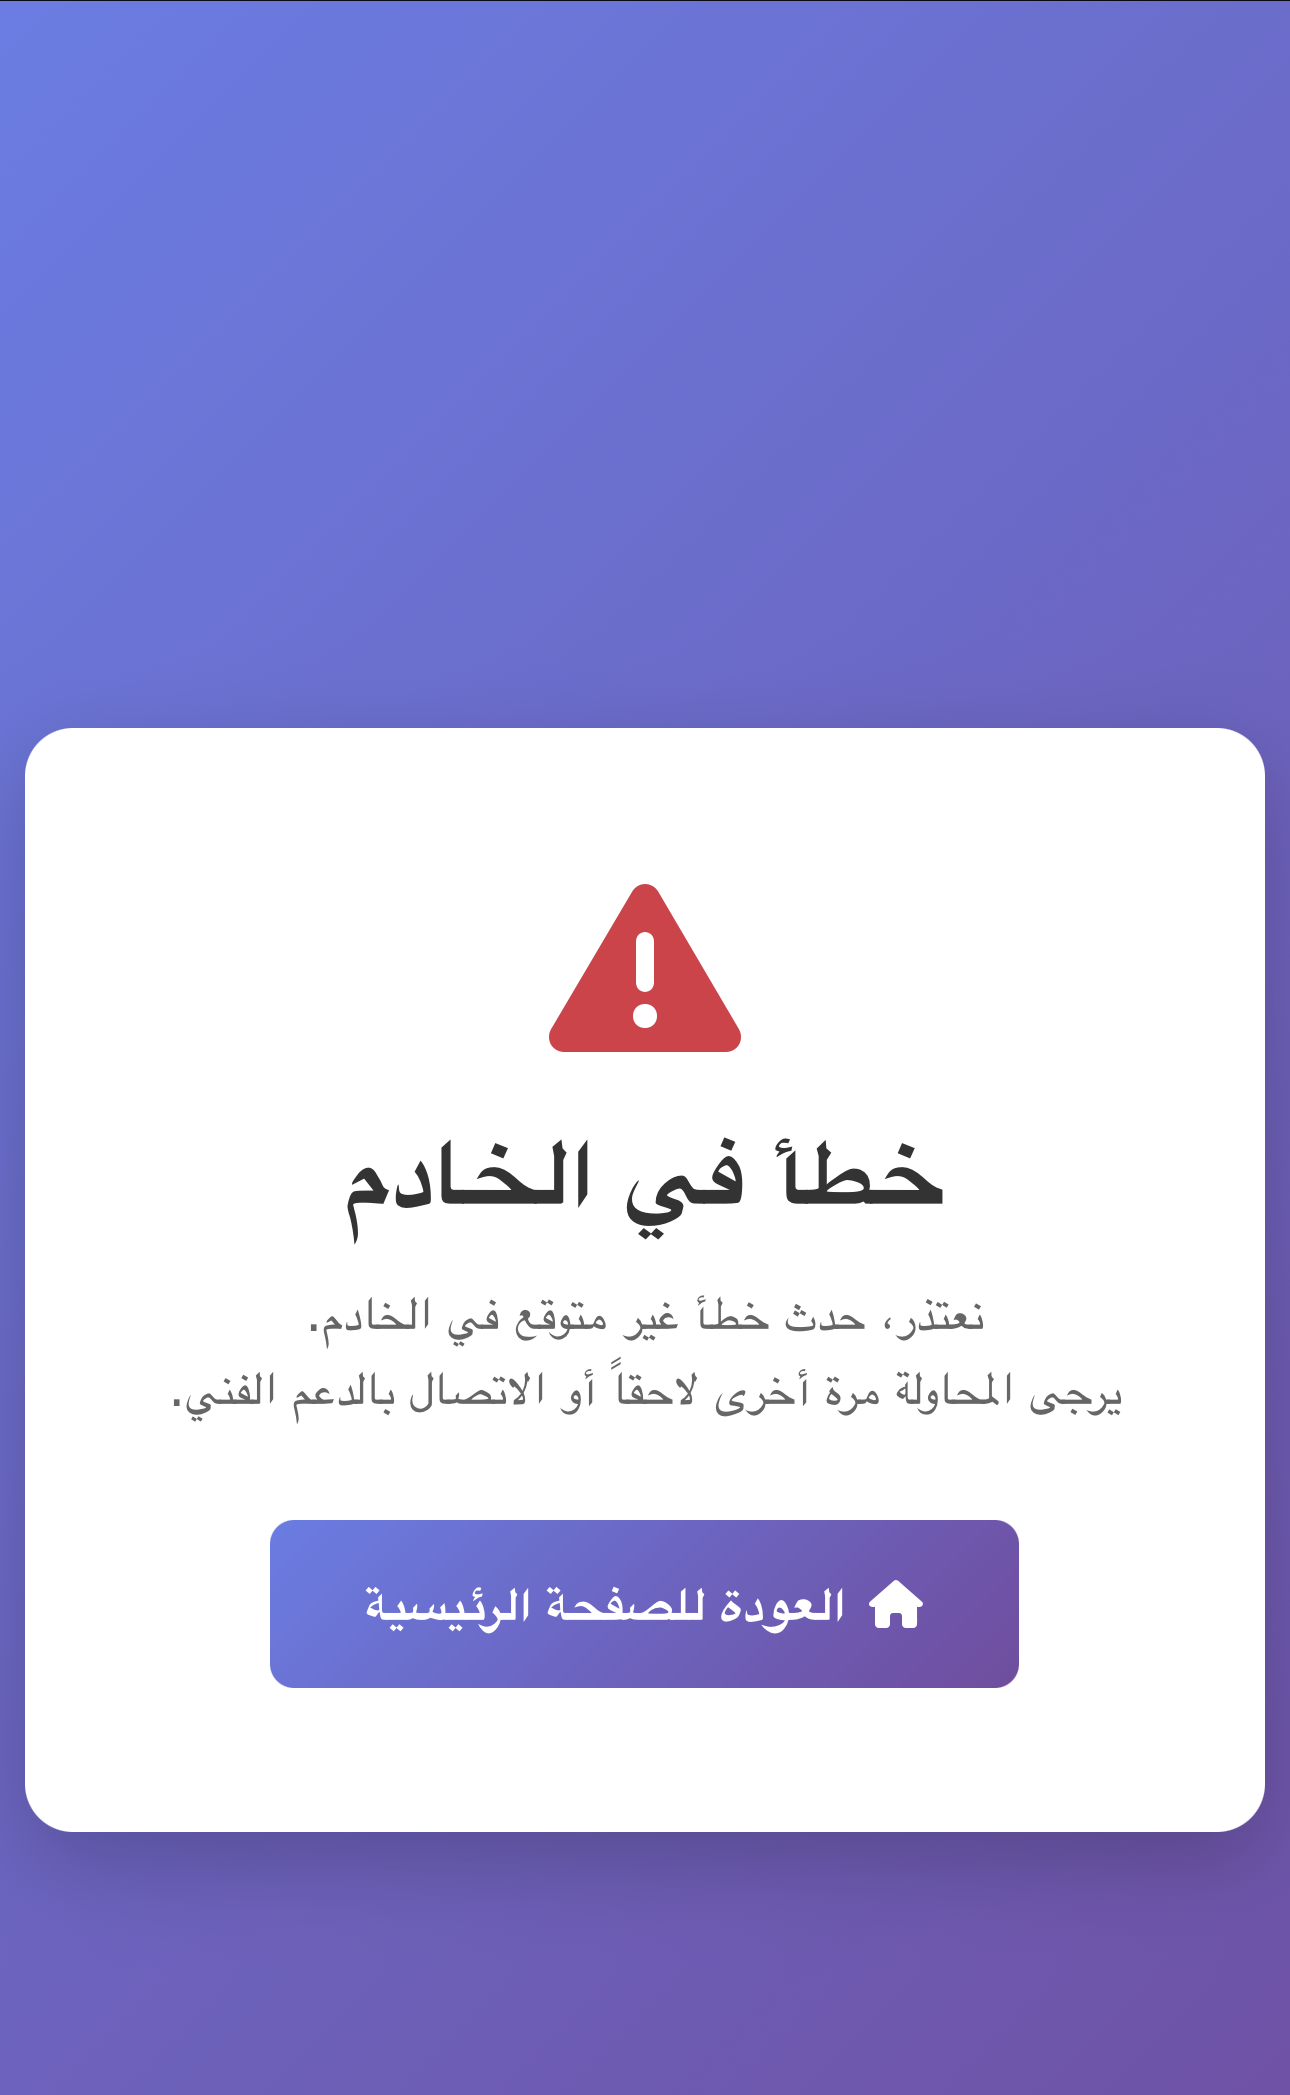 خطأ في الخادم
نعتذر، حدث خطأ غير متوقع في الخادم.
يرجى المحاولة مرة أخرى لاحقاً أو الاتصال بالدعم الفني.
العودة للصفحة الرئيسية